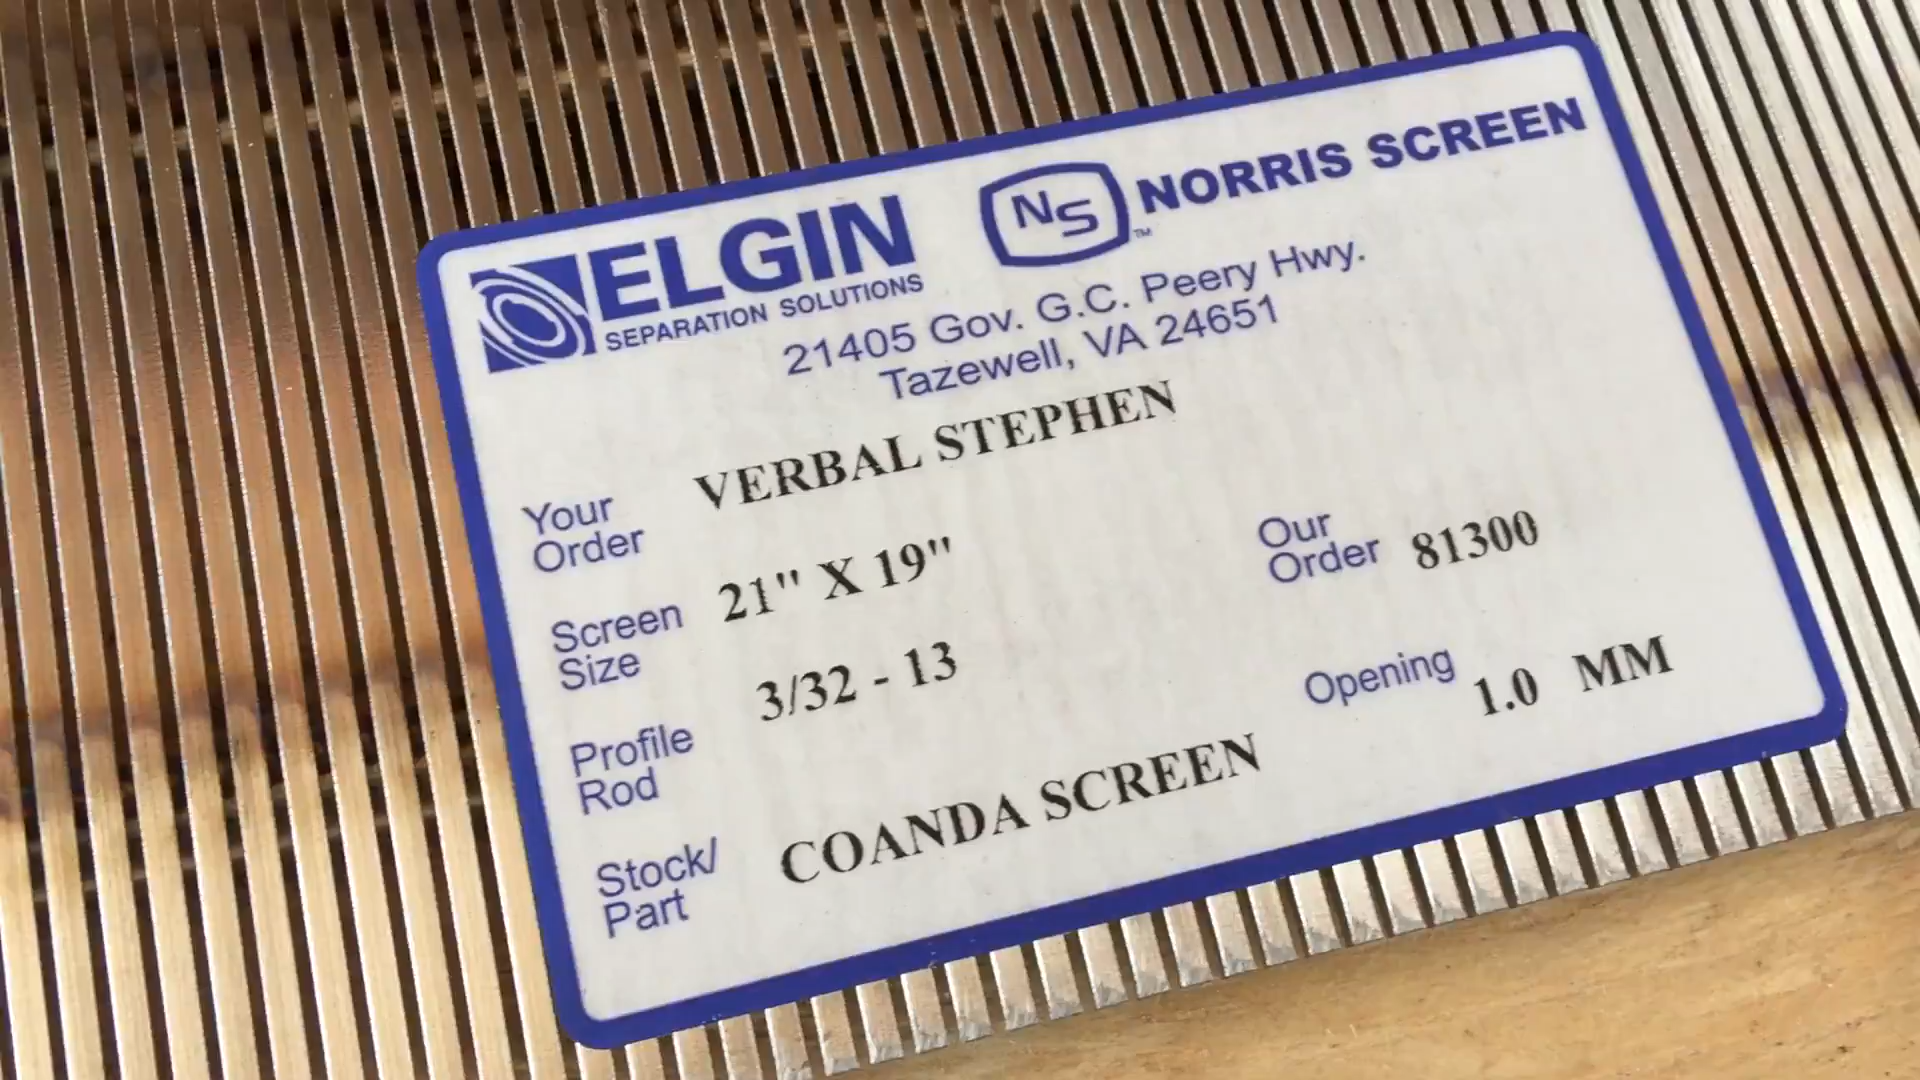 ELGIN
SEPARATION SOLUTIONS
NS™ NORRIS SCREEN
21405 Gov. G.C. Peery Hwy.
Tazewell, VA 24651
Your Order VERBAL STEPHEN
Screen Size 21" X 19"
Our Order 81300
Profile Rod 3/32 - 13
Opening 1.0 MM
Stock/ Part COANDA SCREEN